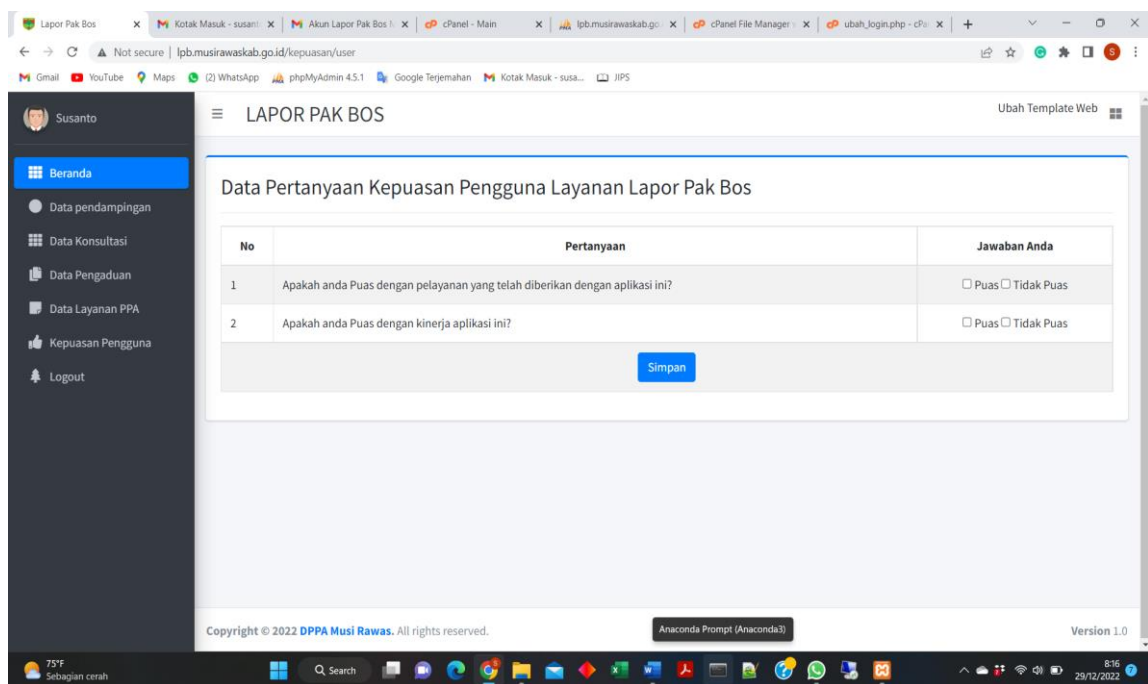 Lapor Pak Bos
Kotak Masuk - susant
Akun Lapor Pak Bos
cPanel - Main
lpb.musirawaskab.go.
cPanel File Manager
ubah_login.php - cPa
Not secure | lpb.musirawaskab.go.id/kepuasan/user
Gmail YouTube Maps (2) WhatsApp phpMyAdmin 4.5.1 Google Terjemahan Kotak Masuk - susa... JIPS
Susanto
LAPOR PAK BOS
Ubah Template Web
Beranda
Data pendampingan
Data Konsultasi
Data Pengaduan
Data Layanan PPA
Kepuasan Pengguna
Logout
Data Pertanyaan Kepuasan Pengguna Layanan Lapor Pak Bos
No Pertanyaan Jawaban Anda
1 Apakah anda Puas dengan pelayanan yang telah diberikan dengan aplikasi ini? Puas Tidak Puas
2 Apakah anda Puas dengan kinerja aplikasi ini? Puas Tidak Puas
Simpan
Copyright © 2022 DPPA Musi Rawas. All rights reserved.
Anaconda Prompt (Anaconda3)
Version 1.0
75°F
Sebagian cerah
Search
8:16
29/12/2022